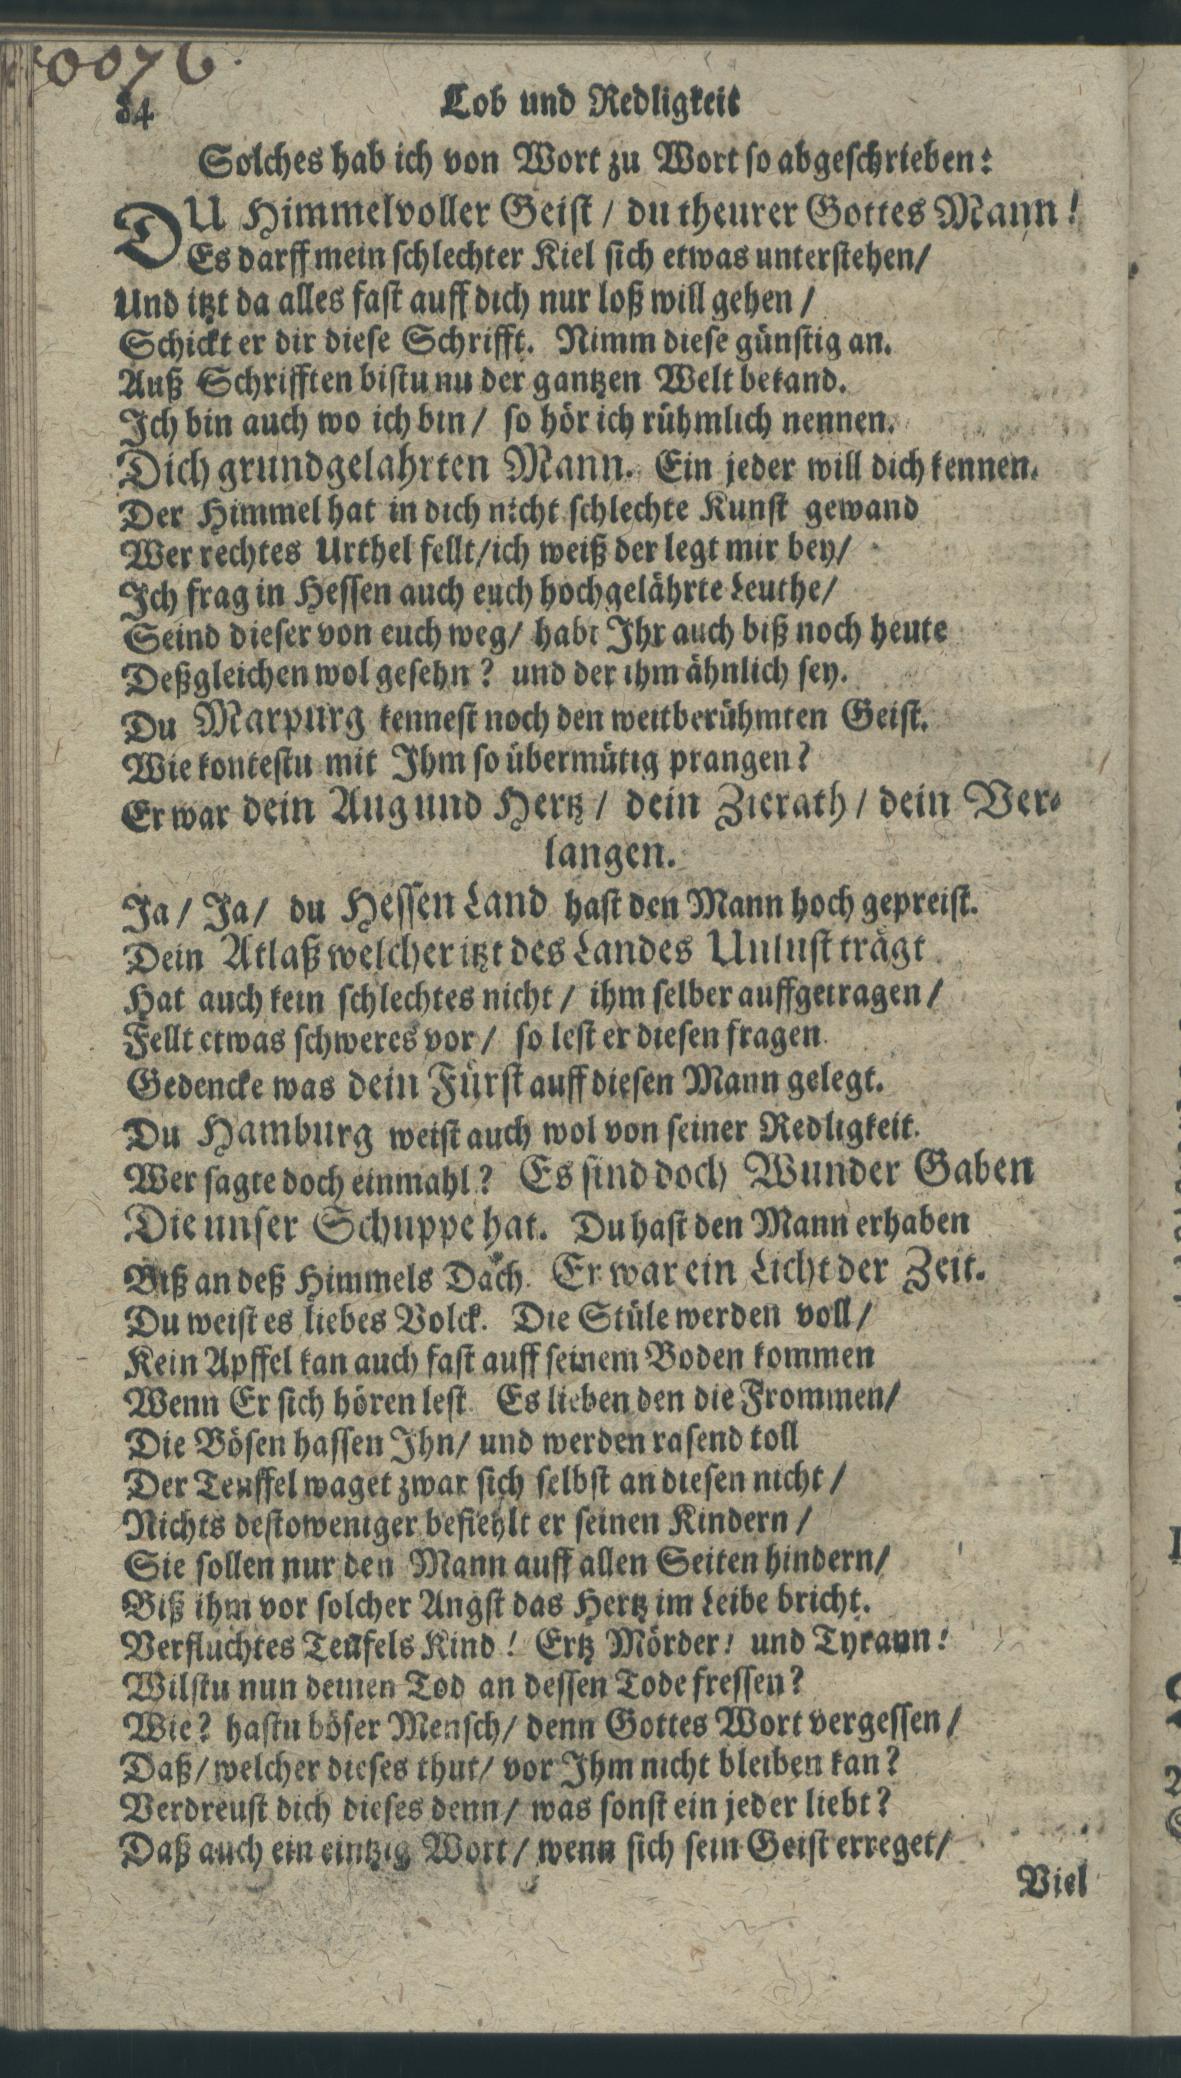 0076.
84 Lob und Redligkeit
Solches hab ich von Wort zu Wort so abgeschrieben:
DU Himmelvoller Geist / du theurer Gottes Mann!
Es darff mein schlechter Kiel sich etwas unterstehen/
Und itzt da alles fast auff dich nur loß will gehen /
Schickt er dir diese Schrifft. Nimm diese günstig an.
Auß Schrifften bistu nu der gantzen Welt bekand.
Ich bin auch wo ich bin/ so hör ich rühmlich nennen.
Dich grundgelahrten Mann. Ein jeder will dich kennen.
Der Himmel hat in dich nicht schlechte Kunst gewand
Wer rechtes Urthel fellt/ich weiß der legt mir bey/
Ich frag in Hessen auch euch hochgelährte Leuthe/
Seind dieser von euch weg/ habt Ihr auch biß noch heute
Deßgleichen wol gesehn? und der ihm ähnlich sey.
Du Marpurg kennest noch den weitberühmten Geist.
Wie kontestu mit Ihm so übermütig prangen?
Er war dein Aug und Hertz / dein Zierath / dein Ver-
langen.
Ja/ Ja/ du Hessen Land hast den Mann hoch gepreist.
Dein Atlaß welcher itzt des Landes Unlust trägt
Hat auch kein schlechtes nicht / ihm selber auffgetragen/
Fellt etwas schweres vor/ so lest er diesen fragen
Gedencke was dein Fürst auff diesen Mann gelegt.
Du Hamburg weist auch wol von seiner Redligkeit.
Wer sagte doch einmahl? Es sind doch Wunder Gaben
Die unser Schuppe hat. Du hast den Mann erhaben
Biß an deß Himmels Dach. Er war ein Licht der Zeit.
Du weist es liebes Volck. Die Stüle werden voll/
Kein Apffel kan auch fast auff seinem Boden kommen
Wenn Er sich hören lest Es lieben den die Frommen/
Die Bösen hassen Ihn/ und werden rasend toll
Der Teuffel waget zwar sich selbst an diesen nicht/
Nichts destoweniger befiehlt er seinen Kindern /
Sie sollen nur den Mann auff allen Seiten hindern/
Biß ihm vor solcher Angst das Hertz im Leibe bricht.
Verfluchtes Teufels Kind! Ertz Mörder! und Tyrann!
Wilstu nun deinen Tod an dessen Tode fressen?
Wie? hastu böser Mensch/ denn Gottes Wort vergessen/
Daß/welcher dieses thut/ vor Ihm nicht bleiben kan?
Verdreust dich dieses denn/ was sonst ein jeder liebt?
Daß auch ein eintzig Wort/ wenn sich sein Geist erreget/
Viel